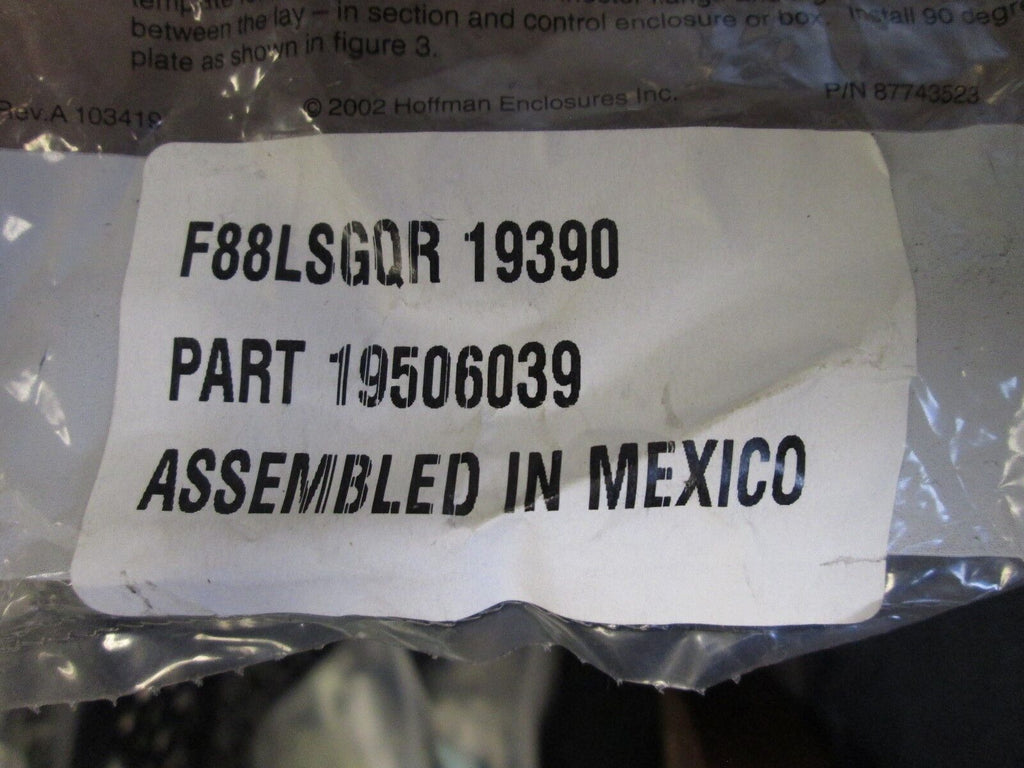 between the lay – in section and control enclosure or box. Install 90 degr
plate as shown in figure 3.
Rev.A 103419 © 2002 Hoffman Enclosures Inc. P/N 87743523
F88LSGQR 19390
PART 19506039
ASSEMBLED IN MEXICO